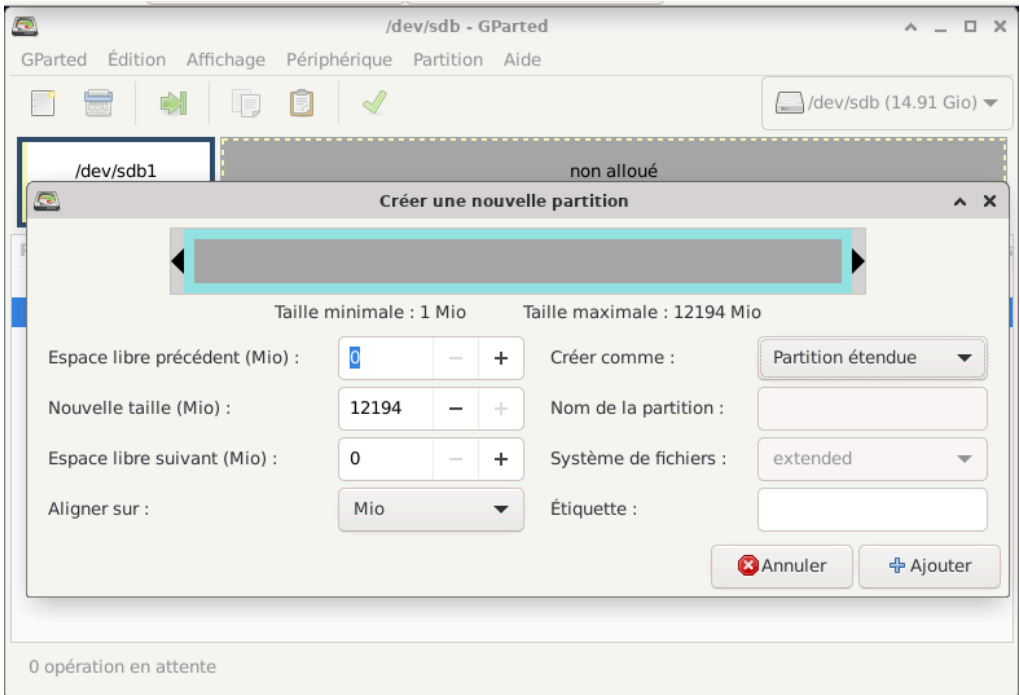 /dev/sdb - GParted
GParted Édition Affichage Périphérique Partition Aide
/dev/sdb (14.91 Gio)
/dev/sdb1
non alloué
Créer une nouvelle partition
Taille minimale : 1 Mio Taille maximale : 12194 Mio
Espace libre précédent (Mio) : 0 Créer comme : Partition étendue
Nouvelle taille (Mio) : 12194 Nom de la partition :
Espace libre suivant (Mio) : 0 Système de fichiers : extended
Aligner sur : Mio Étiquette :
Annuler Ajouter
0 opération en attente